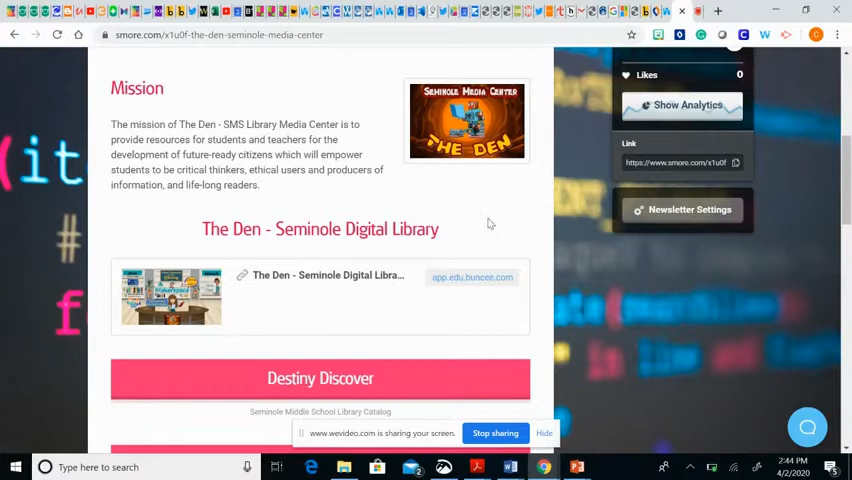 smore.com/x1u0f-the-den-seminole-media-center
Mission
The mission of The Den - SMS Library Media Center is to
provide resources for students and teachers for the
development of future-ready citizens which will empower
students to be critical thinkers, ethical users and producers of
information, and life-long readers.
SEMINOLE MEDIA CENTER
THE DEN
The Den - Seminole Digital Library
Makerspace
The Den - Seminole Digital Libra...
app.edu.buncee.com
Destiny Discover
Seminole Middle School Library Catalog
Likes
0
Show Analytics
Link
https://www.smore.com/x1u0f
Newsletter Settings
www.wevideo.com is sharing your screen.
Stop sharing
Hide
Type here to search
2:44 PM
4/2/2020